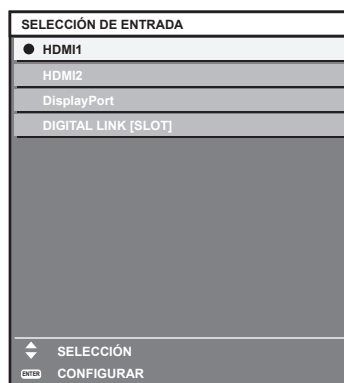 SELECCIÓN DE ENTRADA
HDMI1
HDMI2
DisplayPort
DIGITAL LINK [SLOT]
SELECCIÓN
ENTER CONFIGURAR